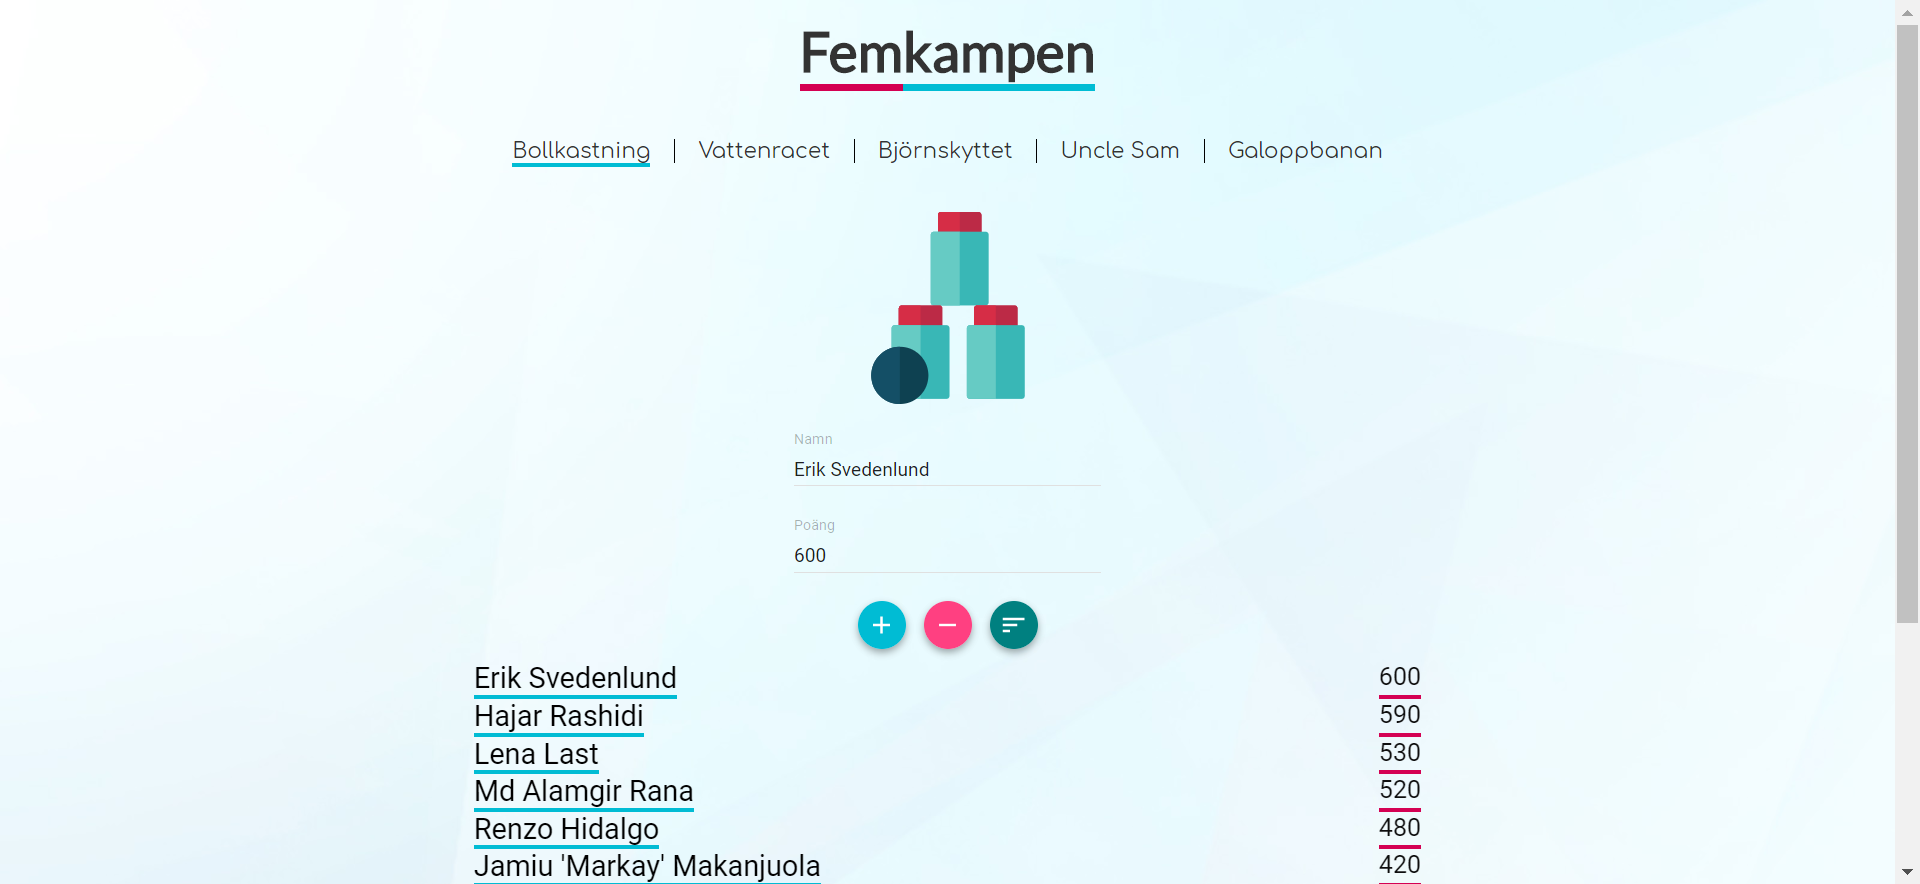 Femkampen
Bollkastning Vattenracet Björnskyttet Uncle Sam Galoppbanan
Namn
Erik Svedenlund
Poäng
600
Erik Svedenlund 600
Hajar Rashidi 590
Lena Last 530
Md Alamgir Rana 520
Renzo Hidalgo 480
Jamiu 'Markay' Makanjuola 420